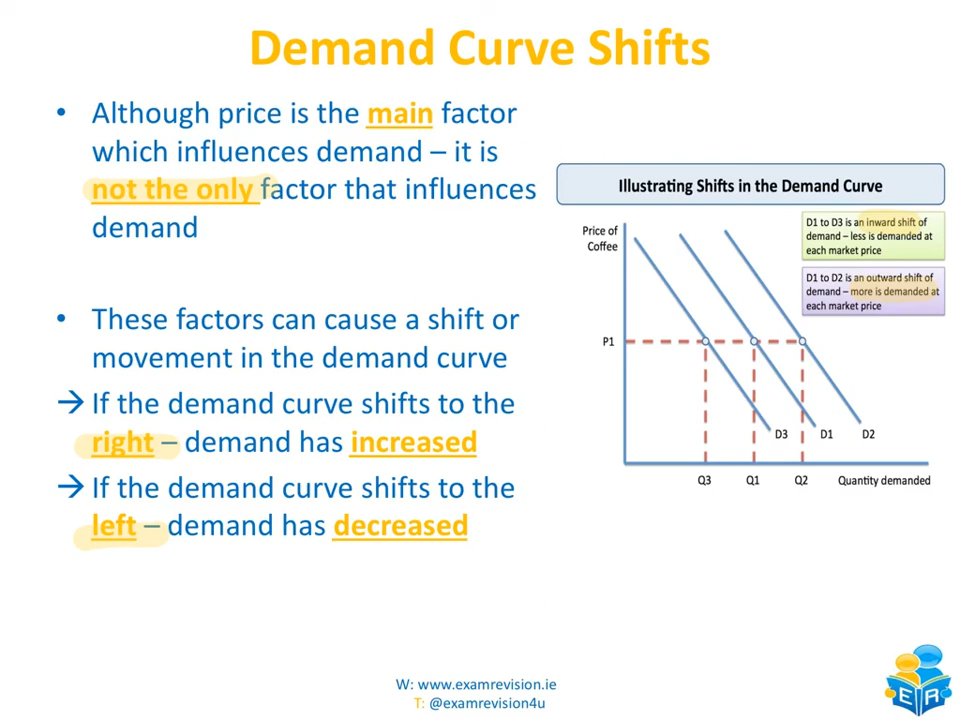 Demand Curve Shifts
• Although price is the main factor
which influences demand – it is
not the only factor that influences
demand
• These factors can cause a shift or
movement in the demand curve
→ If the demand curve shifts to the
right – demand has increased
→ If the demand curve shifts to the
left – demand has decreased
Illustrating Shifts in the Demand Curve
Price of
Coffee
D1 to D3 is an inward shift of
demand – less is demanded at
each market price
D1 to D2 is an outward shift of
demand – more is demanded at
each market price
P1
D3 D1 D2
Q3 Q1 Q2 Quantity demanded
W: www.examrevision.ie
T: @examrevision4u
E R